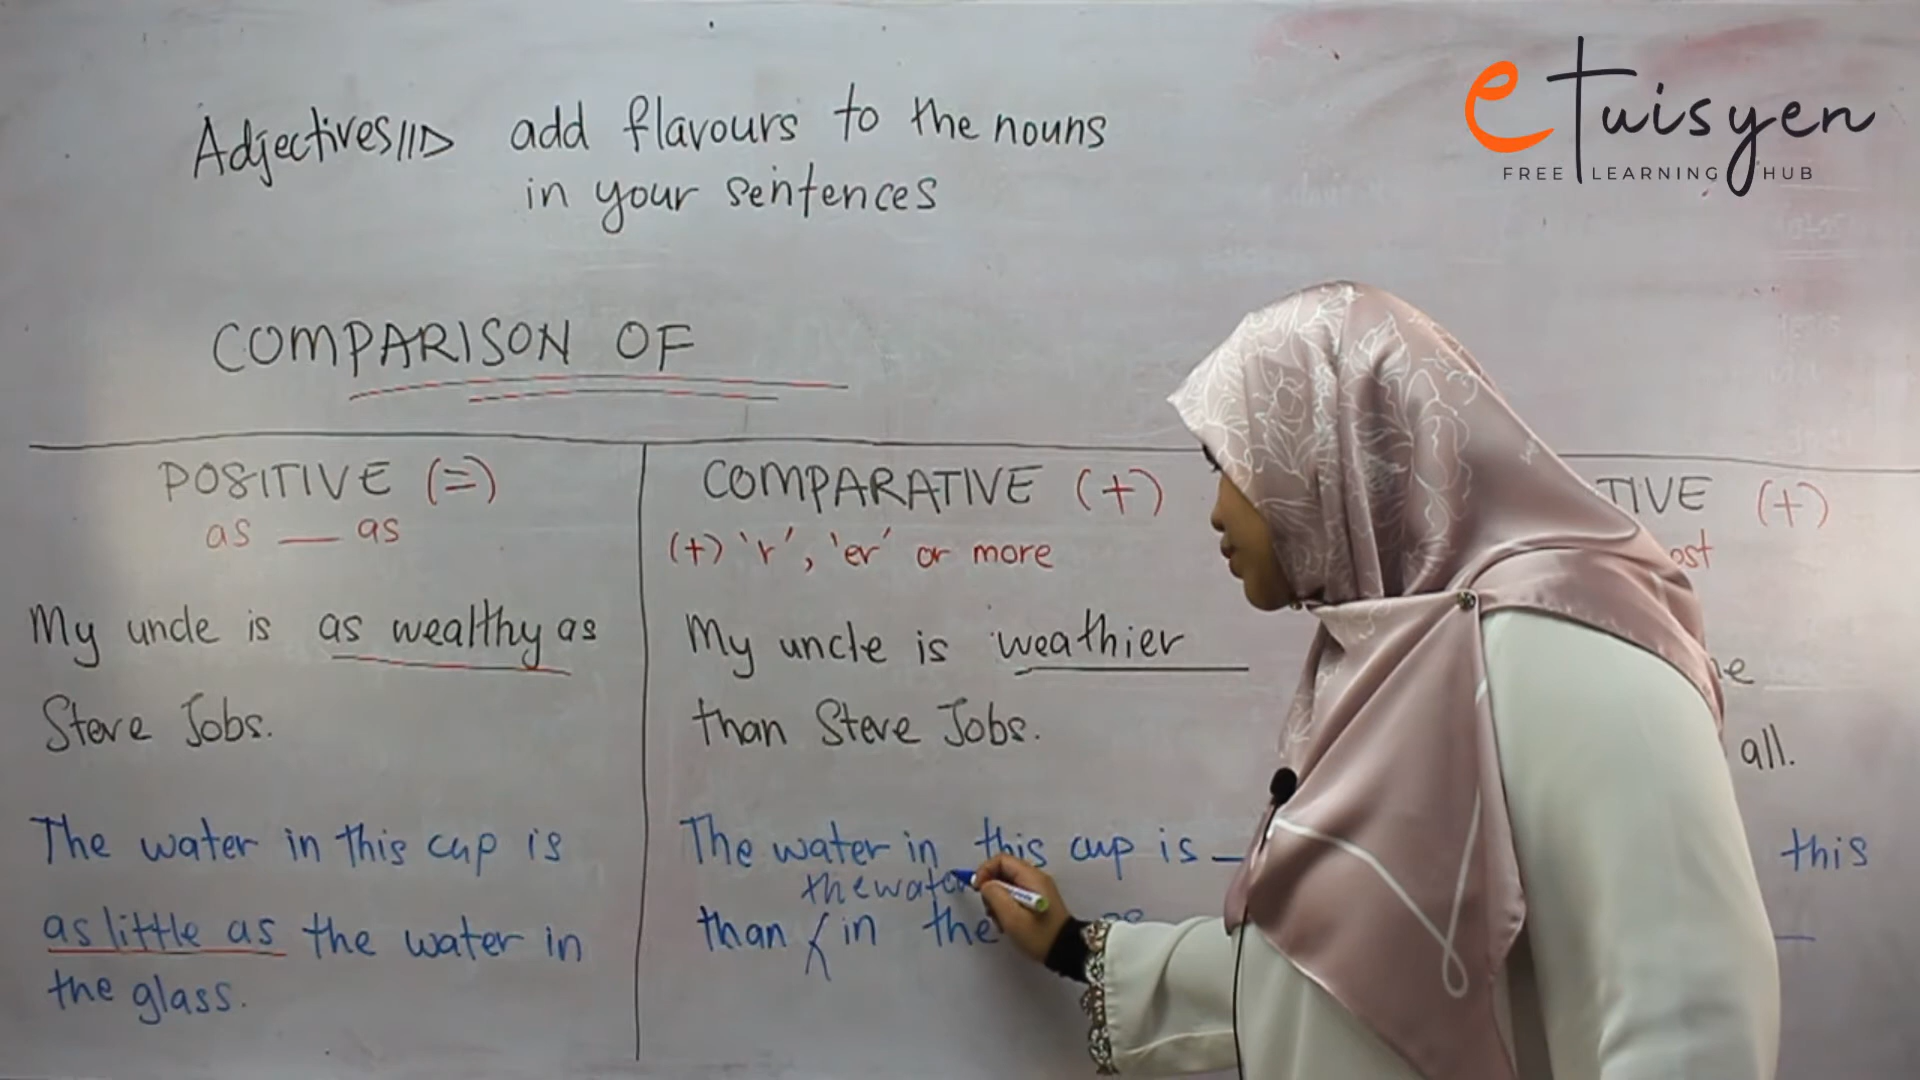 e Tuisyen
FREE LEARNING HUB
Adjectives add flavours to the nouns
in your sentences
COMPARISON OF
POSITIVE (=)
as __ as
My uncle is as wealthy as
Steve Jobs.
The water in this cup is
as little as the water in
the glass.
COMPARATIVE (+)
(+) 'r', 'er' or more
My uncle is weathier
than Steve Jobs.
The water in this cup is _
the water
than in the
TIVE (+)
ost
all.
this